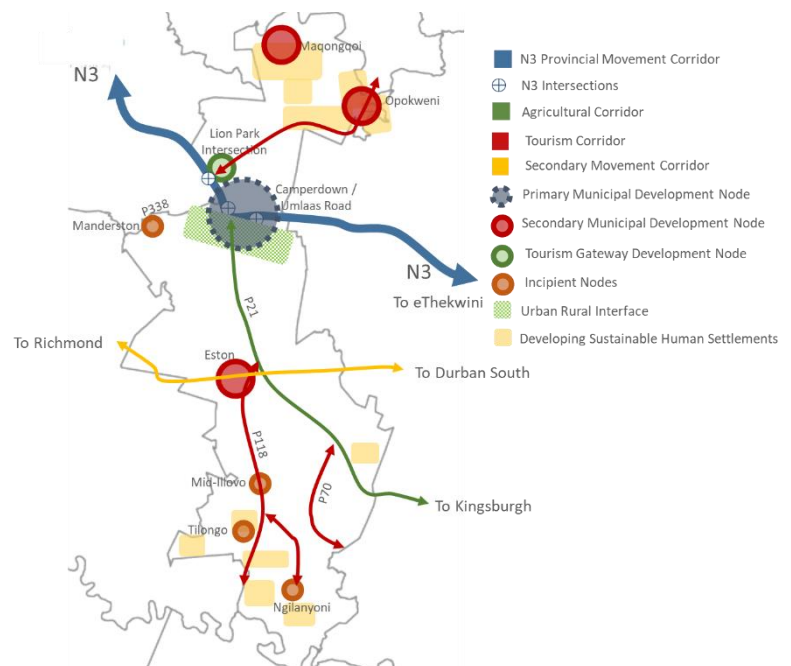 N3
Maqongqoi
Opokweni
Lion Park
Intersection
Camperdown /
Umlaas Road
P338
Manderston
N3
To eThekwini
P21
To Richmond
Eston
To Durban South
P118
Mid-Illovo
P70
To Kingsburgh
Tilongo
Ngilanyoni
N3 Provincial Movement Corridor
N3 Intersections
Agricultural Corridor
Tourism Corridor
Secondary Movement Corridor
Primary Municipal Development Node
Secondary Municipal Development Node
Tourism Gateway Development Node
Incipient Nodes
Urban Rural Interface
Developing Sustainable Human Settlements